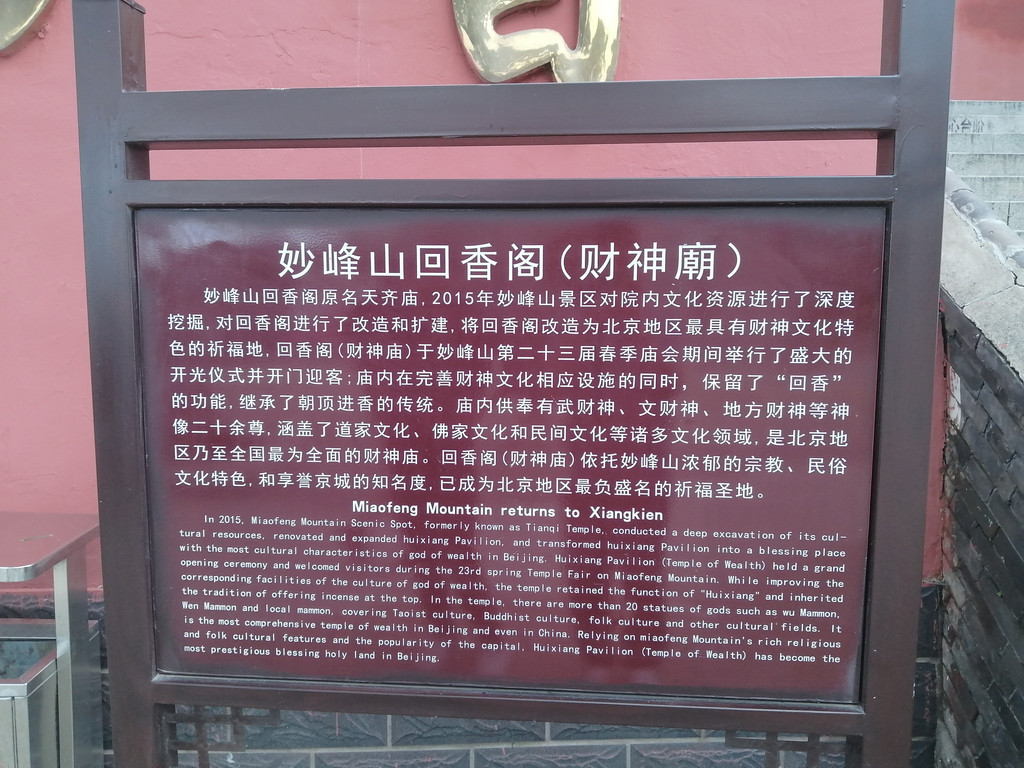 妙峰山回香阁(财神廟)
妙峰山回香阁原名天齐庙,2015年妙峰山景区对院内文化资源进行了深度
挖掘,对回香阁进行了改造和扩建,将回香阁改造为北京地区最具有财神文化特
色的祈福地,回香阁(财神庙)于妙峰山第二十三届春季庙会期间举行了盛大的
开光仪式并开门迎客;庙内在完善财神文化相应设施的同时，保留了“回香”
的功能,继承了朝顶进香的传统。庙内供奉有武财神、文财神、地方财神等神
像二十余尊,涵盖了道家文化、佛家文化和民间文化等诸多文化领域,是北京地
区乃至全国最为全面的财神庙。回香阁(财神庙)依托妙峰山浓郁的宗教、民俗
文化特色,和享誉京城的知名度,已成为北京地区最负盛名的祈福圣地。
Miaofeng Mountain returns to Xiangkien
In 2015, Miaofeng Mountain Scenic Spot, formerly known as Tianqi Temple, conducted a deep excavation of its cul-
tural resources, renovated and expanded huixiang Pavilion, and transformed huixiang Pavilion into a blessing place
with the most cultural characteristics of god of wealth in Beijing. Huixiang Pavilion (Temple of Wealth) held a grand
opening ceremony and welcomed visitors during the 23rd spring Temple Fair on Miaofeng Mountain. While improving the
corresponding facilities of the culture of god of wealth, the temple retained the function of "Huixiang" and inherited
the tradition of offering incense at the top. In the temple, there are more than 20 statues of gods such as wu Mammon,
Wen Mammon and local mammon, covering Taoist culture, Buddhist culture, folk culture and other cultural fields. It
is the most comprehensive temple of wealth in Beijing and even in China. Relying on miaofeng Mountain's rich religious
and folk cultural features and the popularity of the capital, Huixiang Pavilion (Temple of Wealth) has become the
most prestigious blessing holy land in Beijing.